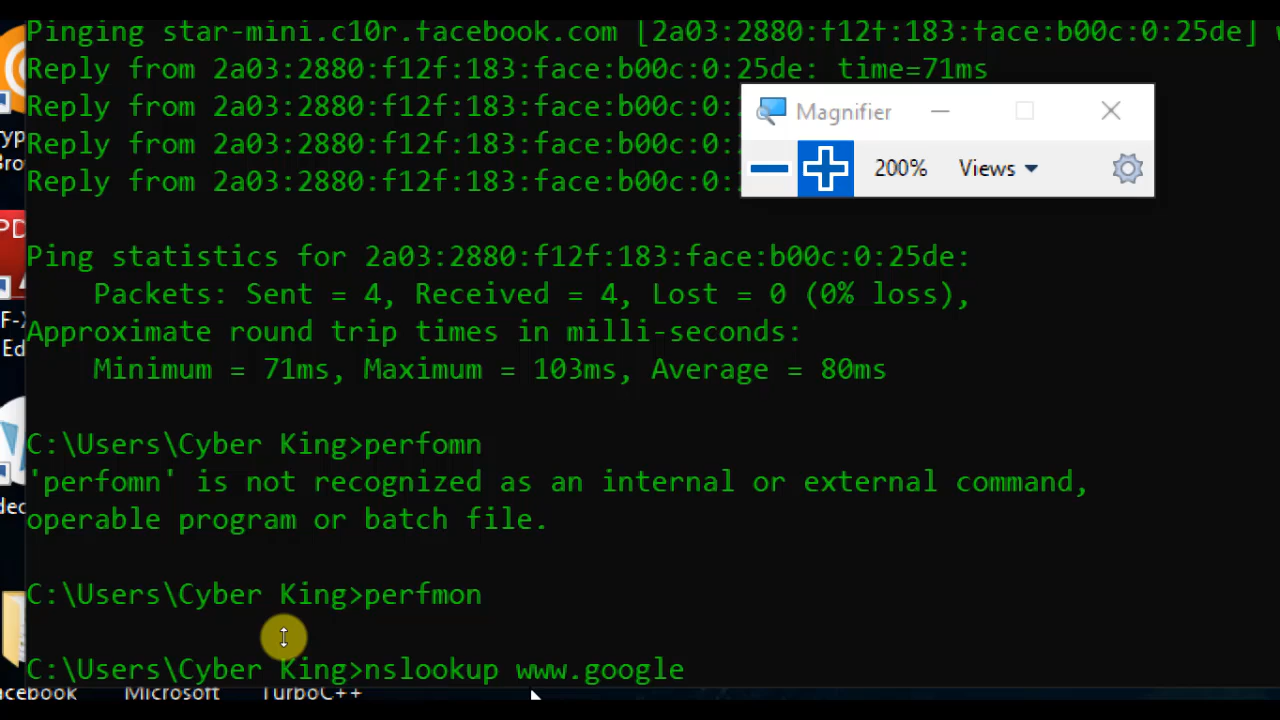 Pinging star-mini.c10r.facebook.com [2a03:2880:f12f:183:face:b00c:0:25de] w
Reply from 2a03:2880:f12f:183:face:b00c:0:25de: time=71ms
Reply from 2a03:2880:f12f:183:face:b00c:0:
Reply from 2a03:2880:f12f:183:face:b00c:0:
Reply from 2a03:2880:f12f:183:face:b00c:0:
Magnifier
200% Views
Ping statistics for 2a03:2880:f12f:183:face:b00c:0:25de:
Packets: Sent = 4, Received = 4, Lost = 0 (0% loss),
Approximate round trip times in milli-seconds:
Minimum = 71ms, Maximum = 103ms, Average = 80ms
C:\Users\Cyber King>perfomn
'perfomn' is not recognized as an internal or external command,
operable program or batch file.
C:\Users\Cyber King>perfmon
C:\Users\Cyber King>nslookup www.google
acebook Microsoft TurboC++